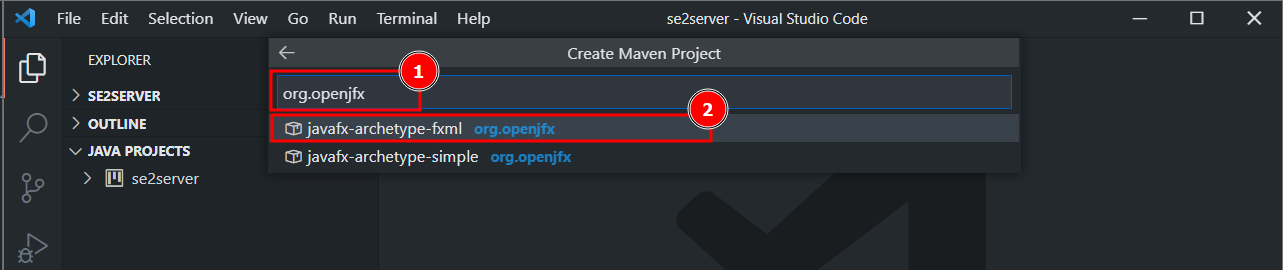 File Edit Selection View Go Run Terminal Help se2server - Visual Studio Code
EXPLORER
Create Maven Project
1
SE2SERVER
org.openjfx
2
OUTLINE
javafx-archetype-fxml org.openjfx
JAVA PROJECTS
javafx-archetype-simple org.openjfx
se2server